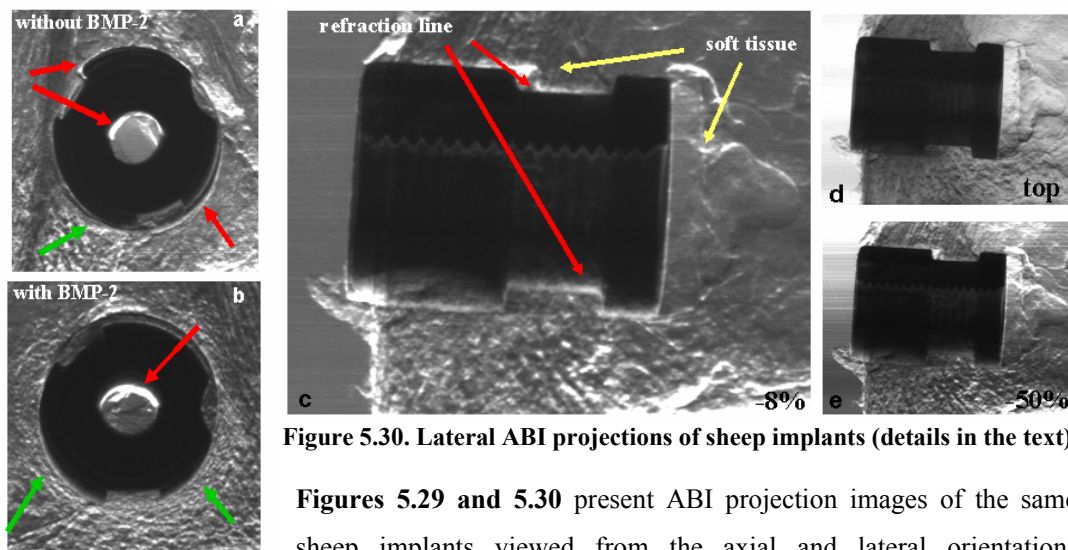 without BMP-2
a
with BMP-2
b
refraction line
soft tissue
c
-8%
d
top
e
-50%
Figure 5.30. Lateral ABI projections of sheep implants (details in the text)
Figures 5.29 and 5.30 present ABI projection images of the same
sheep implants viewed from the axial and lateral orientation